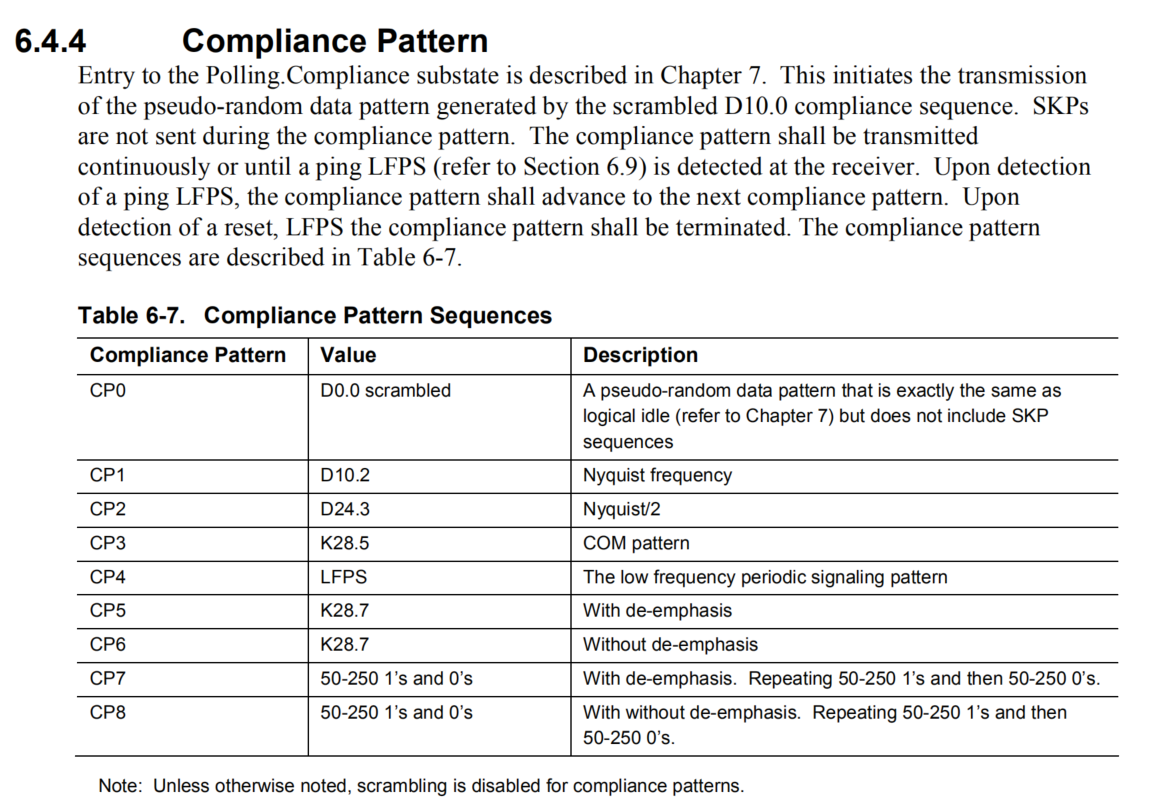 6.4.4 Compliance Pattern
Entry to the Polling.Compliance substate is described in Chapter 7. This initiates the transmission
of the pseudo-random data pattern generated by the scrambled D10.0 compliance sequence. SKPs
are not sent during the compliance pattern. The compliance pattern shall be transmitted
continuously or until a ping LFPS (refer to Section 6.9) is detected at the receiver. Upon detection
of a ping LFPS, the compliance pattern shall advance to the next compliance pattern. Upon
detection of a reset, LFPS the compliance pattern shall be terminated. The compliance pattern
sequences are described in Table 6-7.
Table 6-7. Compliance Pattern Sequences
Compliance Pattern Value Description
CP0 D0.0 scrambled A pseudo-random data pattern that is exactly the same as
logical idle (refer to Chapter 7) but does not include SKP
sequences
CP1 D10.2 Nyquist frequency
CP2 D24.3 Nyquist/2
CP3 K28.5 COM pattern
CP4 LFPS The low frequency periodic signaling pattern
CP5 K28.7 With de-emphasis
CP6 K28.7 Without de-emphasis
CP7 50-250 1’s and 0’s With de-emphasis. Repeating 50-250 1’s and then 50-250 0’s.
CP8 50-250 1’s and 0’s With without de-emphasis. Repeating 50-250 1’s and then
50-250 0’s.
Note: Unless otherwise noted, scrambling is disabled for compliance patterns.